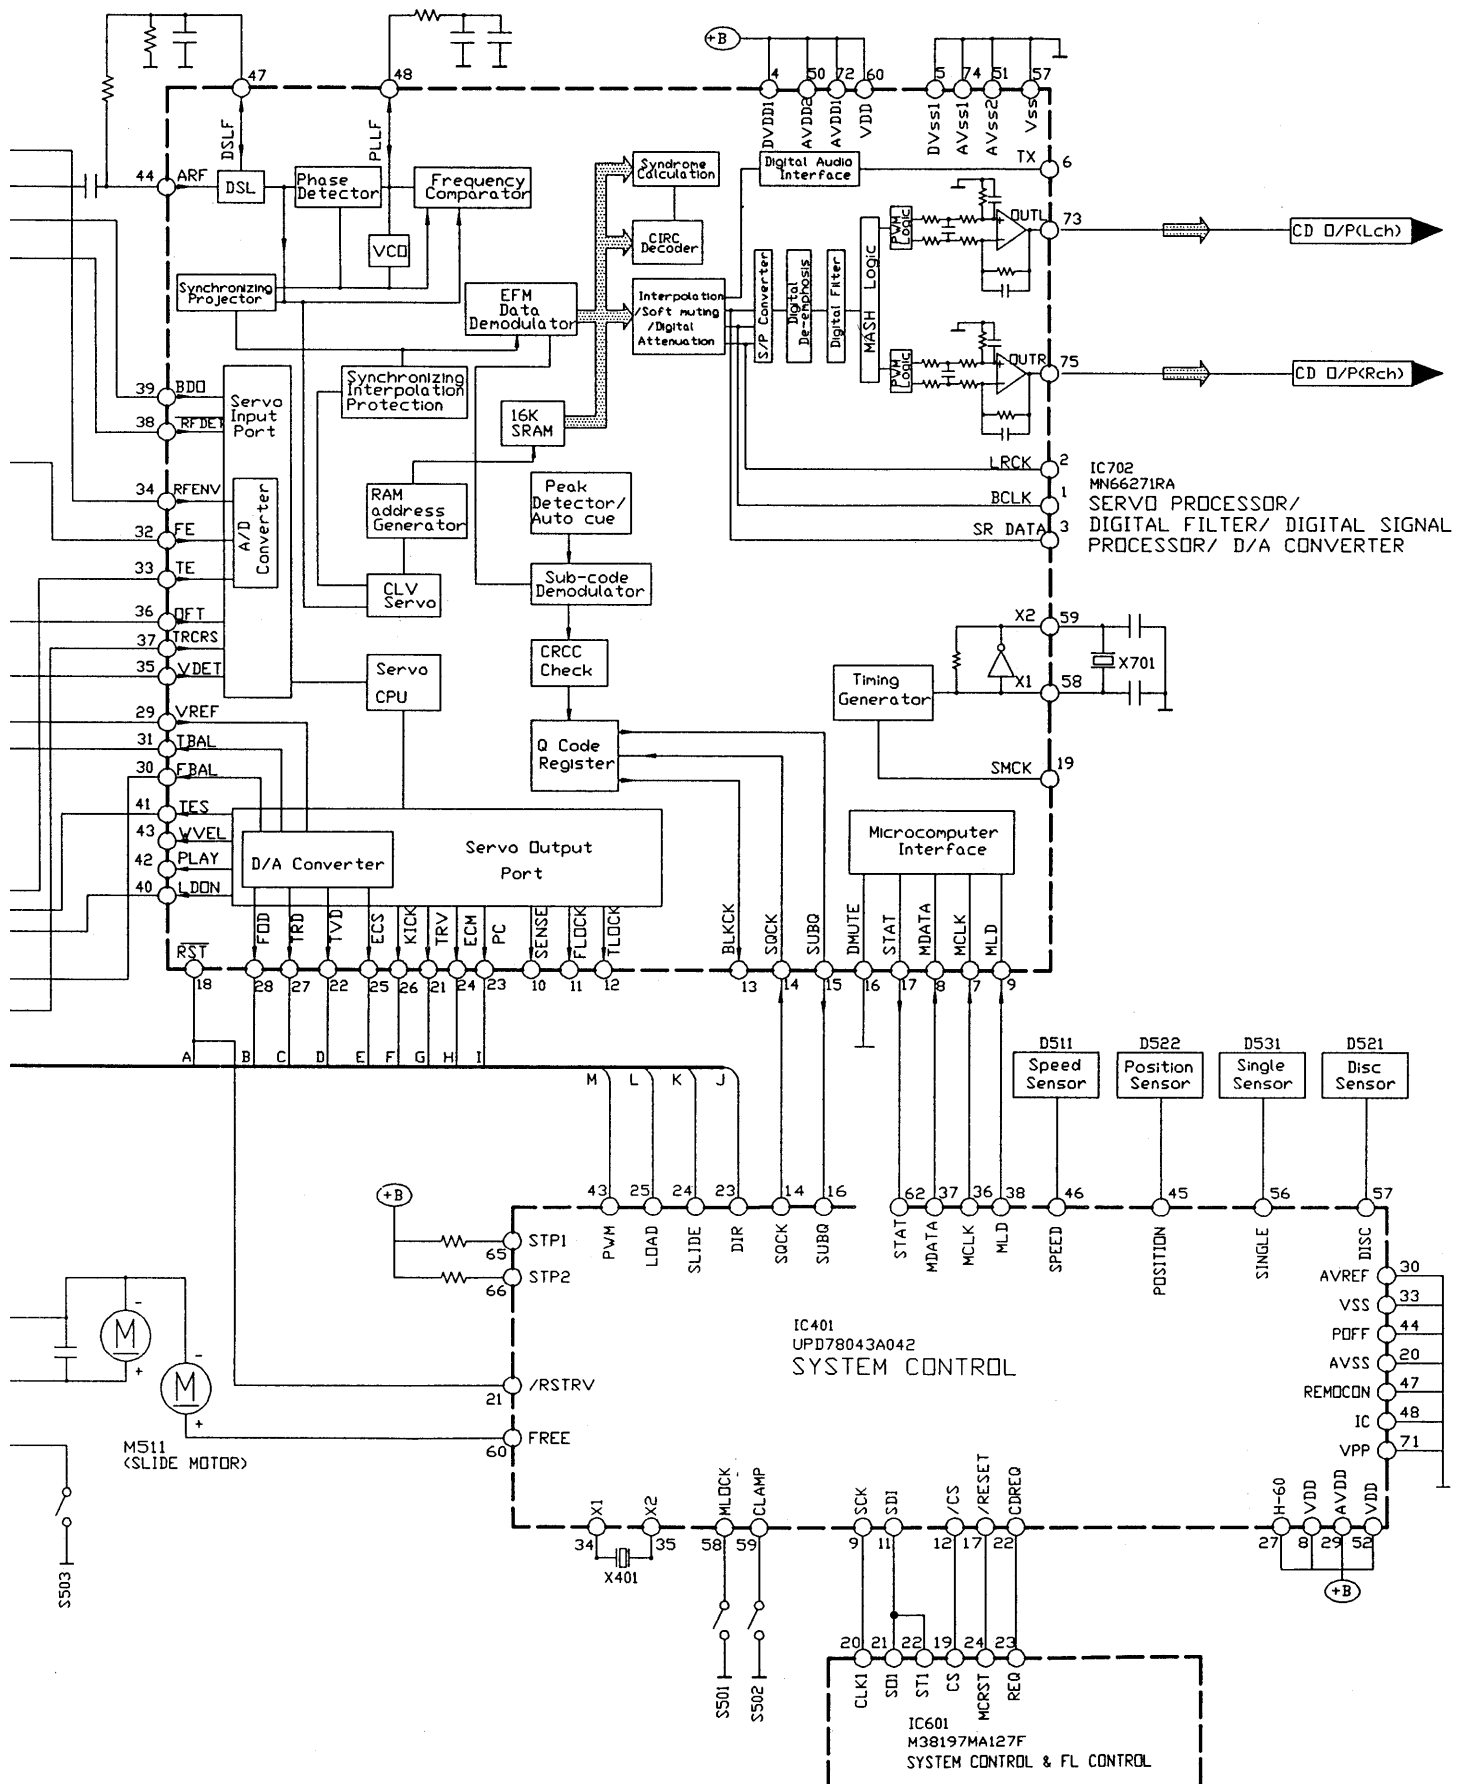 +B
47
48
4
50
72
60
5
74
51
57
DVDD1
AVDD2
AVDD1
VDD
DVss1
AVss1
AVss2
Vss
DSLF
PLLF
TX
6
44
ARF
DSL
Phase
Detector
Frequency
Comparator
Syndrome
Calculation
Digital Audio
Interface
VCO
CIRC
Decoder
PWM
Logic
OUTL
73
CD O/P(Lch)
Synchronizing
Projector
EFM
Data
Demodulator
Interpolation
/Soft muting
/Digital
Attenuation
S/P Converter
Digital
De-emphosis
Digital Filter
MASH Logic
PWM
Logic
OUTR
75
CD O/P(Rch)
Synchronizing
Interpolation
Protection
39
BDO
38
RFDET
Servo
Input
Port
16K
SRAM
34
RFENV
32
FE
33
TE
A/D
Converter
RAM
address
Generator
Peak
Detector/
Auto cue
LRCK
2
BCLK
1
SR DATA
3
IC702
MN66271RA
SERVO PROCESSOR/
DIGITAL FILTER/ DIGITAL SIGNAL
PROCESSOR/ D/A CONVERTER
CLV
Servo
Sub-code
Demodulator
36
OFT
37
TRCRS
35
VDET
Servo
CPU
CRCC
Check
Timing
Generator
X2
59
X1
58
X701
29
VREF
31
TBAL
30
FBAL
Q Code
Register
SMCK
19
41
TES
43
WVEL
42
PLAY
40
LDON
D/A Converter
Servo Output
Port
Microcomputer
Interface
RST
FOD
TRD
TVD
ECS
KICK
TRV
ECM
PC
SENSE
FLOCK
TLOCK
BLKCK
SQCK
SUBQ
DMUTE
STAT
MDATA
MCLK
MLD
18
28
27
22
25
26
21
24
23
10
11
12
13
14
15
16
17
8
7
9
A
B
C
D
E
F
G
H
I
M
L
K
J
D511
Speed
Sensor
D522
Position
Sensor
D531
Single
Sensor
D521
Disc
Sensor
+B
43
25
24
23
14
16
62
37
36
38
46
45
56
57
PWM
LOAD
SLIDE
DIR
SQCK
SUBQ
STAT
MDATA
MCLK
MLD
SPEED
POSITION
SINGLE
DISC
65
STP1
66
STP2
AVREF
30
VSS
33
POFF
44
AVSS
20
REMOCON
47
IC
48
VPP
71
IC401
UPD78043A042
SYSTEM CONTROL
-
M
+
-
M
+
M511
(SLIDE MOTOR)
21
/RSTRV
60
FREE
S503
X1
X2
34
35
X401
MLOCK
CLAMP
58
59
S501
S502
SCK
SDI
/CS
/RESET
CDREQ
9
11
12
17
22
H-60
VDD
AVDD
VDD
27
8
29
52
+B
20
21
22
19
24
23
CLK1
SD1
ST1
CS
MCRST
REQ
IC601
M38197MA127F
SYSTEM CONTROL & FL CONTROL